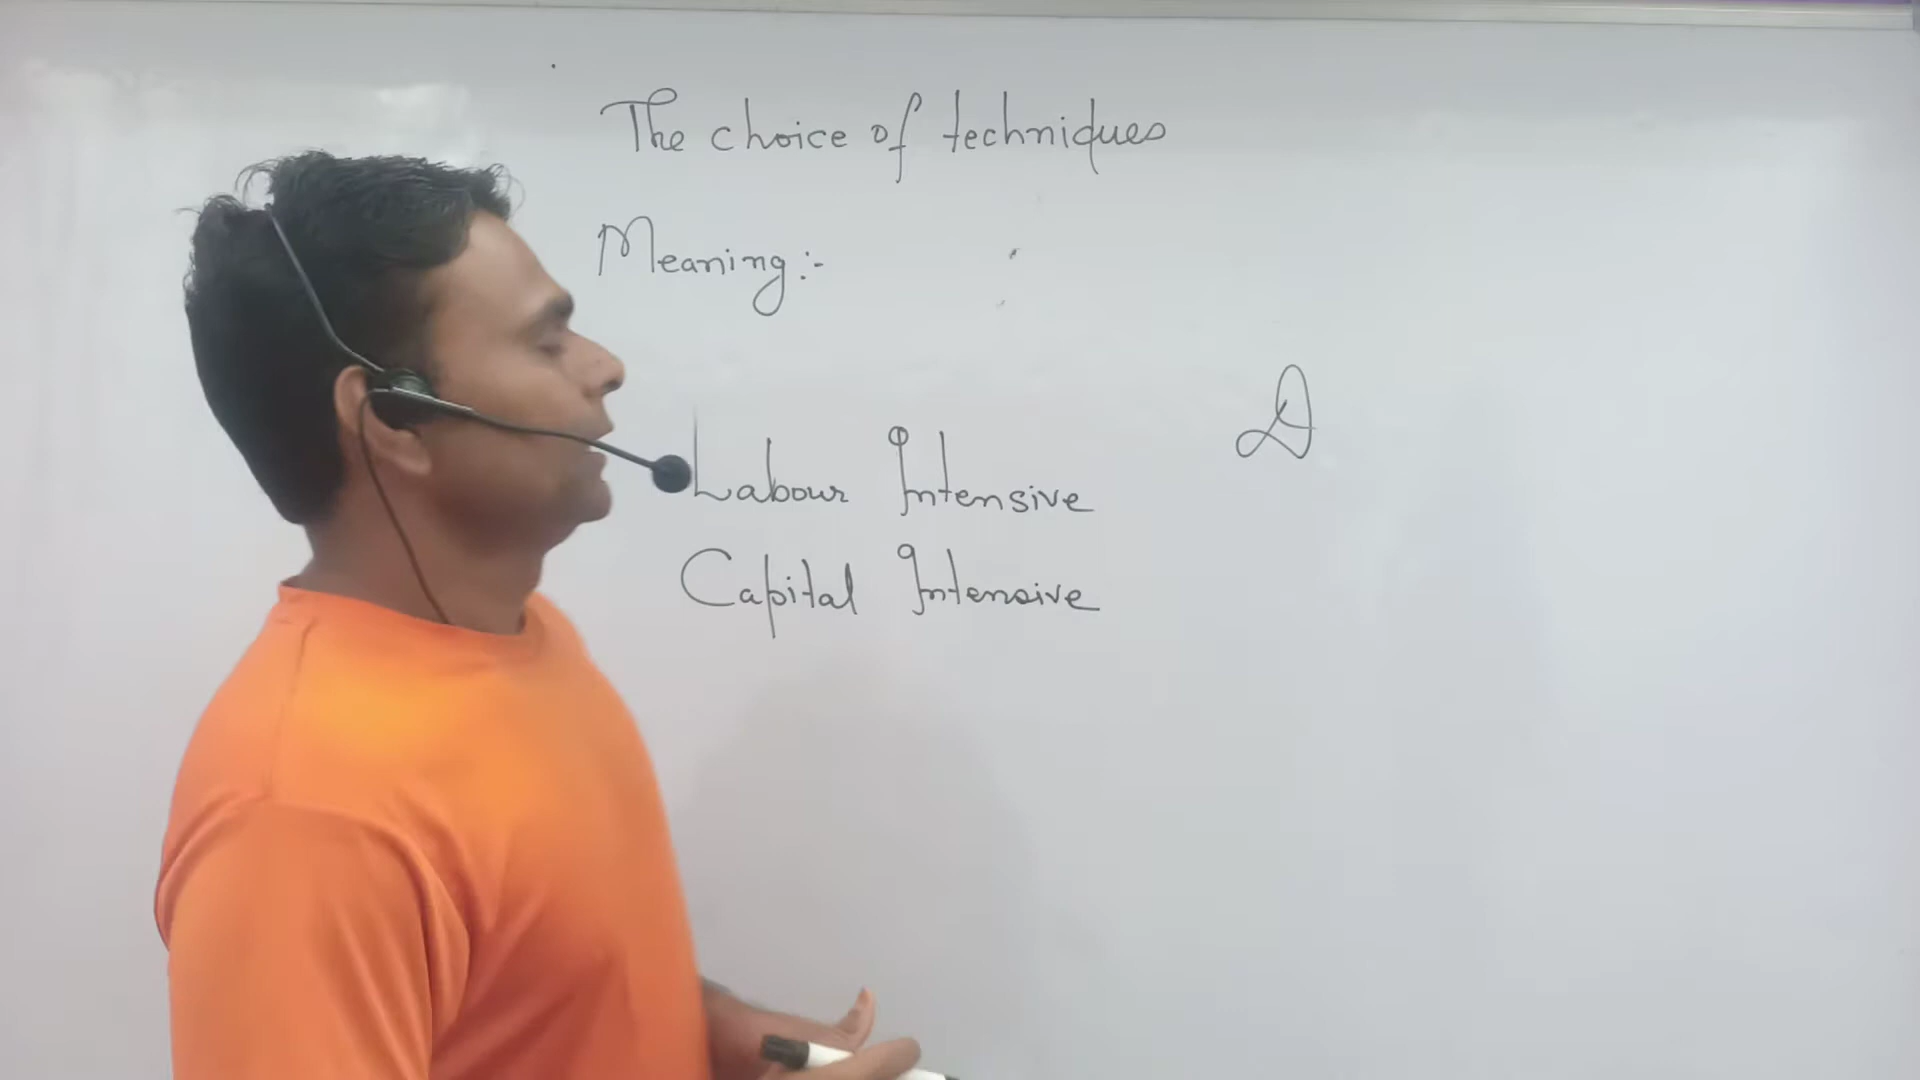 The choice of techniques
Meaning :-
Labour Intensive
Capital Intensive
A